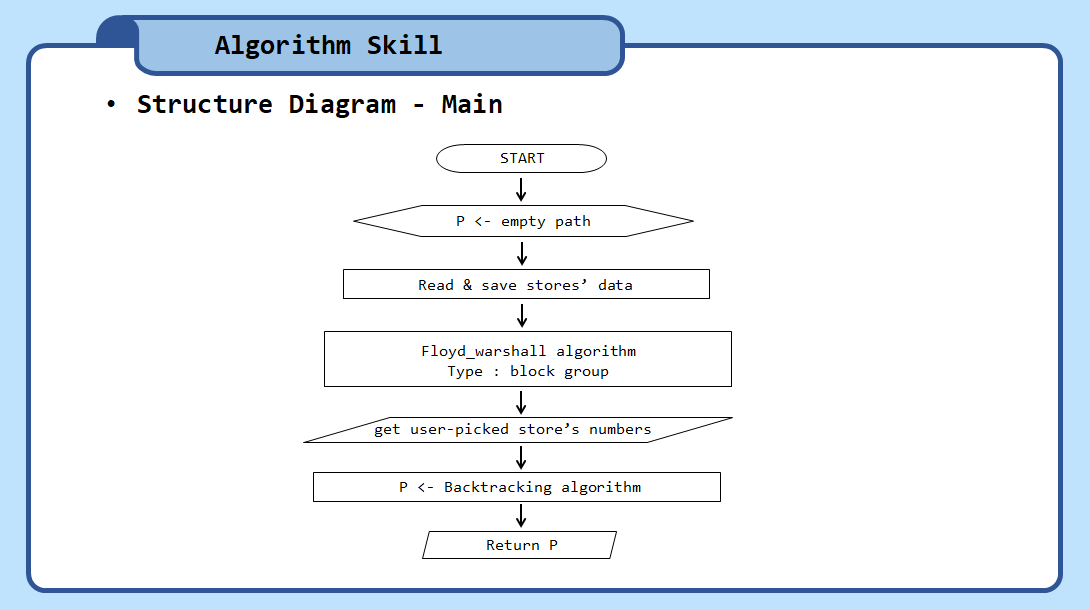 Algorithm Skill
• Structure Diagram - Main
START
P <- empty path
Read & save stores’ data
Floyd_warshall algorithm
Type : block group
get user-picked store’s numbers
P <- Backtracking algorithm
Return P